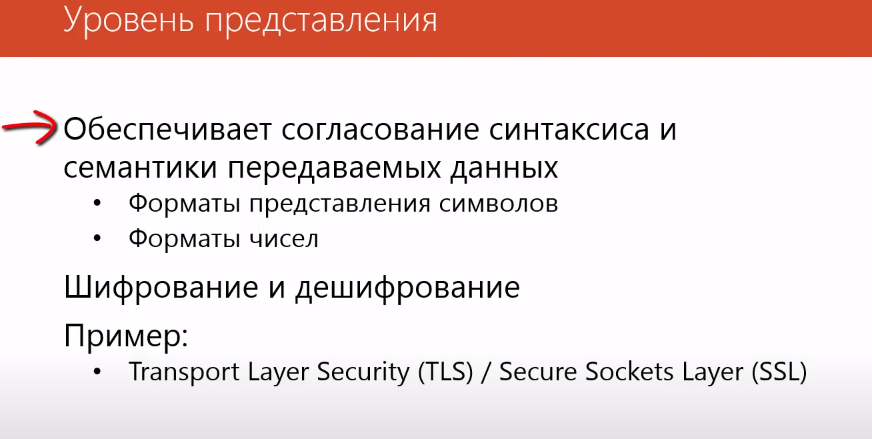 Уровень представления
Обеспечивает согласование синтаксиса и
семантики передаваемых данных
• Форматы представления символов
• Форматы чисел
Шифрование и дешифрование
Пример:
• Transport Layer Security (TLS) / Secure Sockets Layer (SSL)